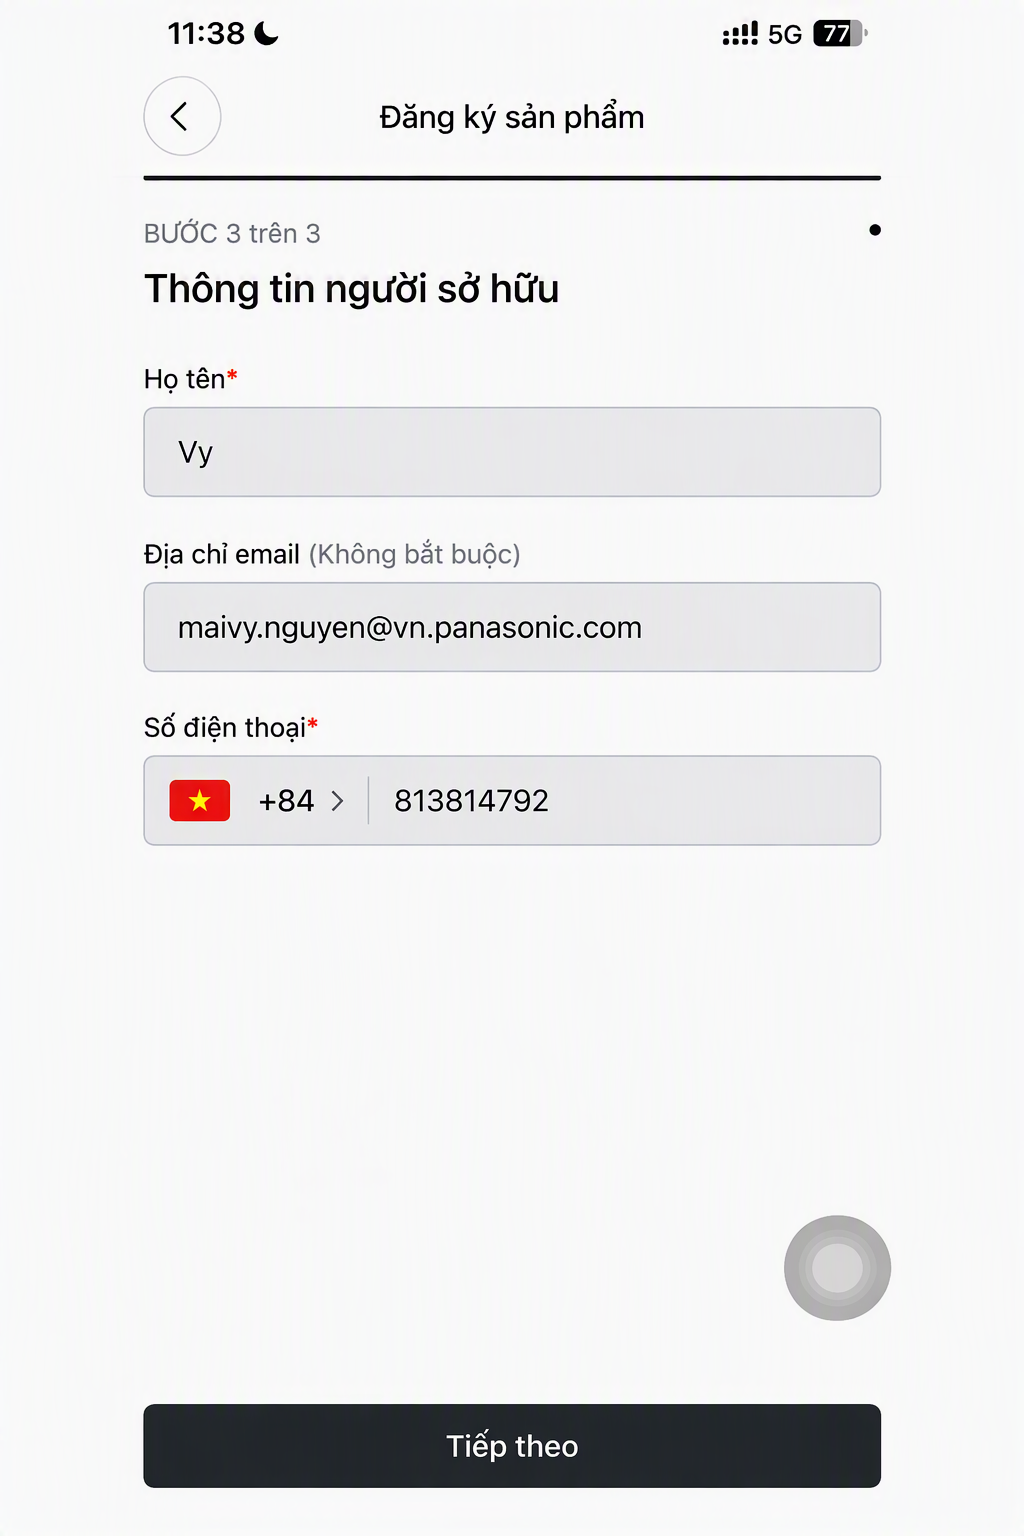 11:38 5G 77
Đăng ký sản phẩm
BƯỚC 3 trên 3
Thông tin người sở hữu
Họ tên*
Vy
Địa chỉ email (Không bắt buộc)
maivy.nguyen@vn.panasonic.com
Số điện thoại*
+84 813814792
Tiếp theo